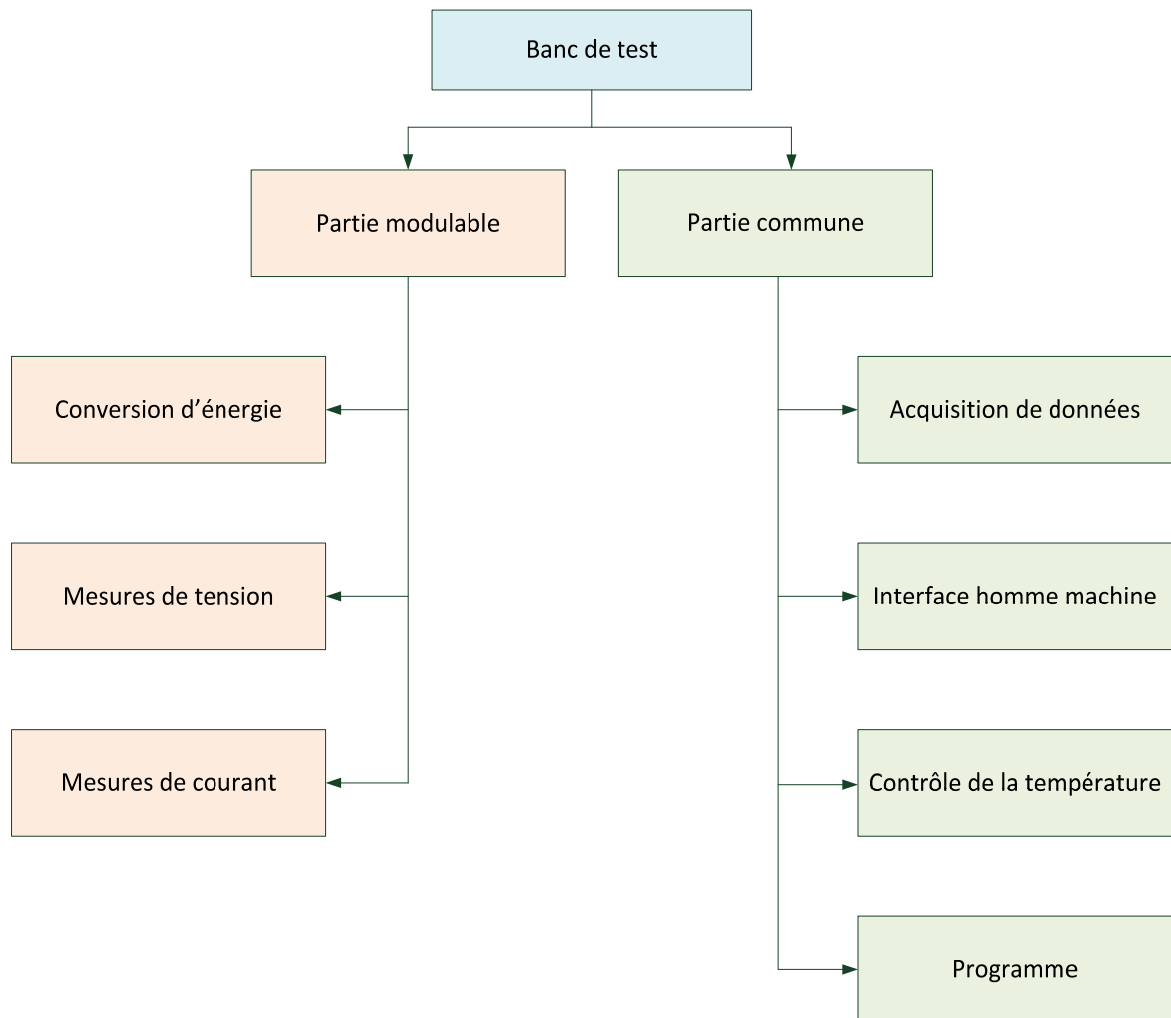 Banc de test
Partie modulable
Partie commune
Conversion d’énergie
Acquisition de données
Mesures de tension
Interface homme machine
Mesures de courant
Contrôle de la température
Programme